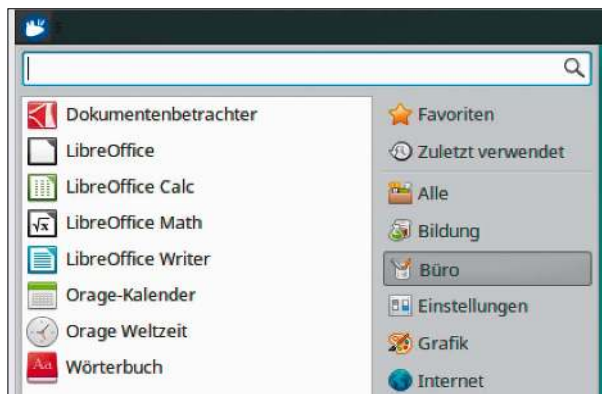 Dokumentenbetrachter
LibreOffice
LibreOffice Calc
LibreOffice Math
LibreOffice Writer
Orage-Kalender
Orage Weltzeit
Aa Wörterbuch
Favoriten
Zuletzt verwendet
Alle
Bildung
Büro
Einstellungen
Grafik
Internet